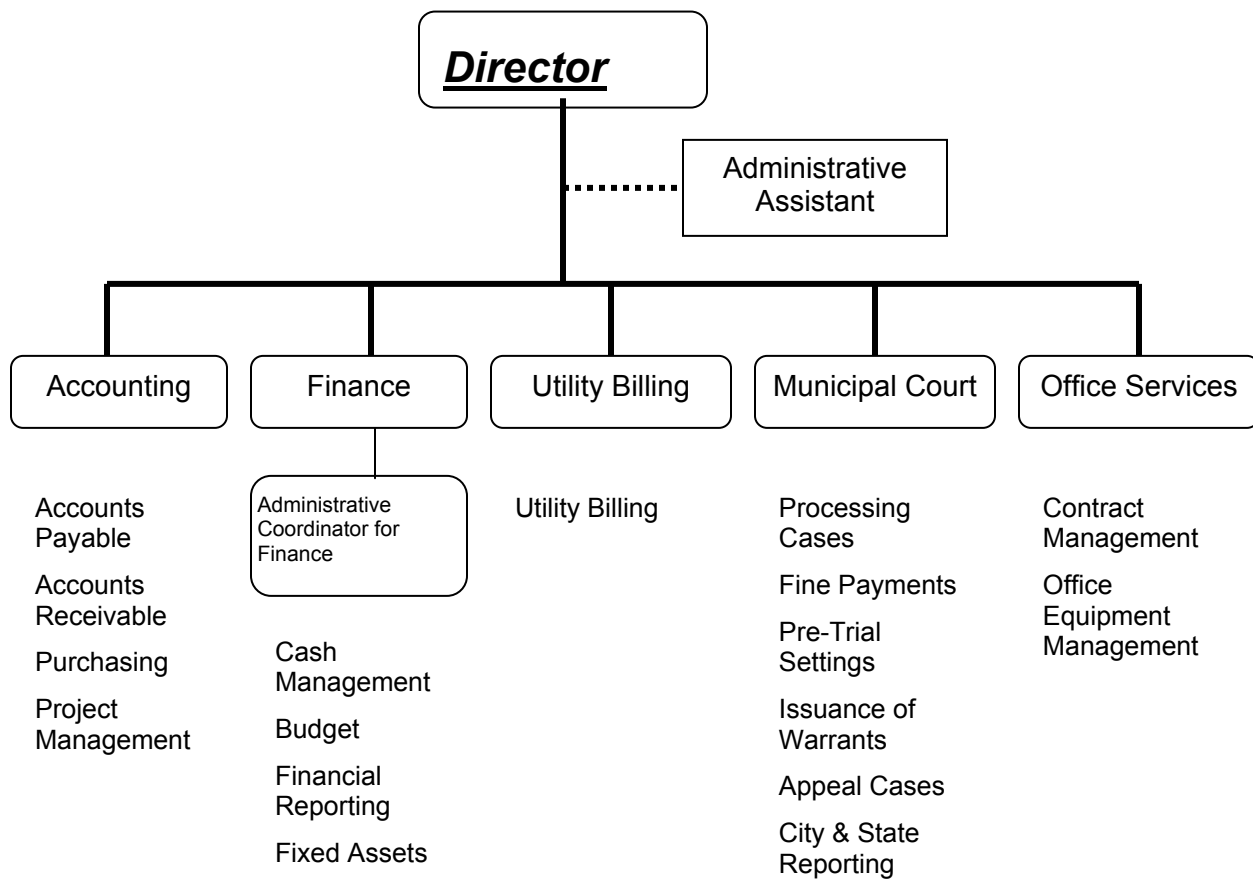 Director
Administrative
Assistant
Accounting
Finance
Utility Billing
Municipal Court
Office Services
Accounts
Payable
Accounts
Receivable
Purchasing
Project
Management
Administrative
Coordinator for
Finance
Cash
Management
Budget
Financial
Reporting
Fixed Assets
Utility Billing
Processing
Cases
Fine Payments
Pre-Trial
Settings
Issuance of
Warrants
Appeal Cases
City & State
Reporting
Contract
Management
Office
Equipment
Management